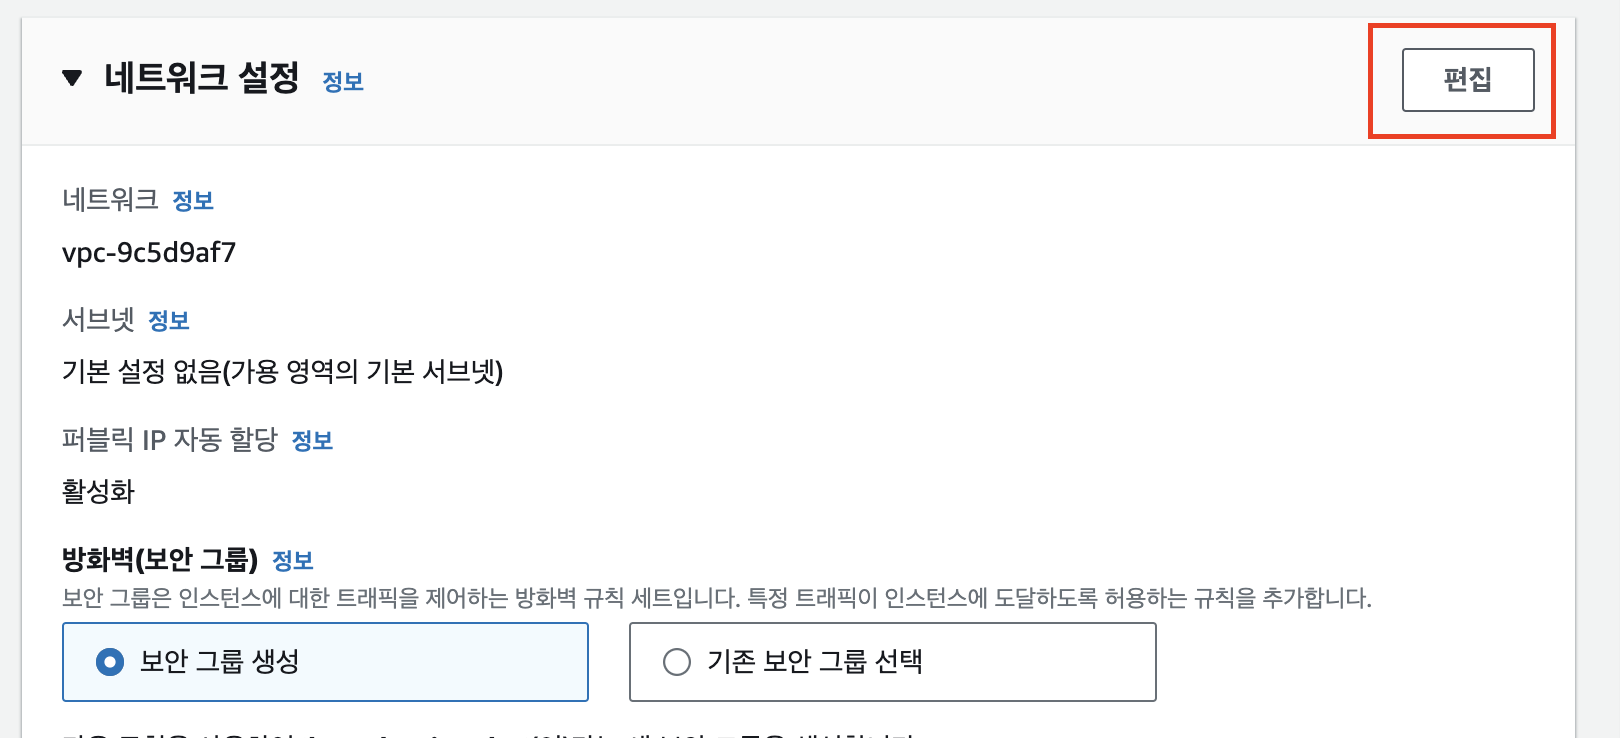 네트워크 설정 정보
편집
네트워크 정보
vpc-9c5d9af7
서브넷 정보
기본 설정 없음(가용 영역의 기본 서브넷)
퍼블릭 IP 자동 할당 정보
활성화
방화벽(보안 그룹) 정보
보안 그룹은 인스턴스에 대한 트래픽을 제어하는 방화벽 규칙 세트입니다. 특정 트래픽이 인스턴스에 도달하도록 허용하는 규칙을 추가합니다.
보안 그룹 생성
기존 보안 그룹 선택